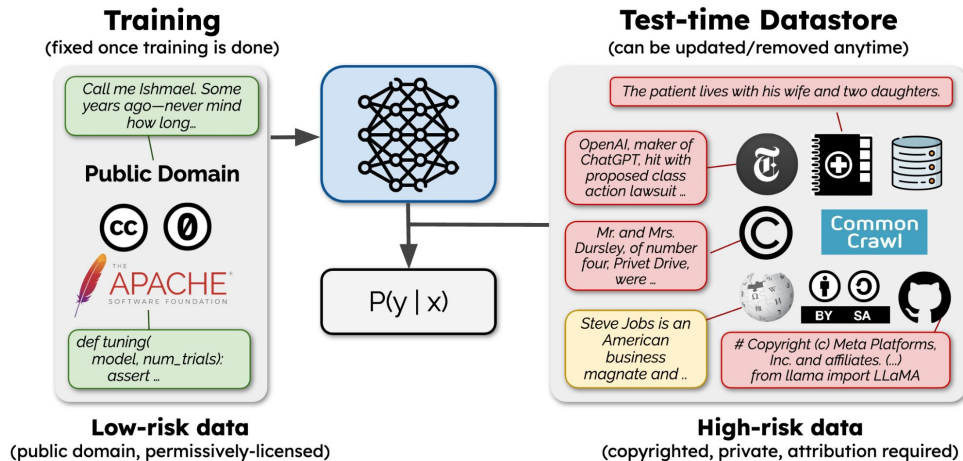 Training
(fixed once training is done)
Call me Ishmael. Some
years ago—never mind
how long...
Public Domain
cc
0
THE
APACHE®
SOFTWARE FOUNDATION
def tuning(
model, num_trials):
assert ...
Low-risk data
(public domain, permissively-licensed)
P(y | x)
Test-time Datastore
(can be updated/removed anytime)
The patient lives with his wife and two daughters.
OpenAI, maker of
ChatGPT, hit with
proposed class
action lawsuit ...
T
Mr. and Mrs.
Dursley, of number
four, Privet Drive,
were ...
C
Common
Crawl
Steve Jobs is an
American
business
magnate and ..
BY SA
# Copyright (c) Meta Platforms,
Inc. and affiliates. (...)
from llama import LLaMA
High-risk data
(copyrighted, private, attribution required)